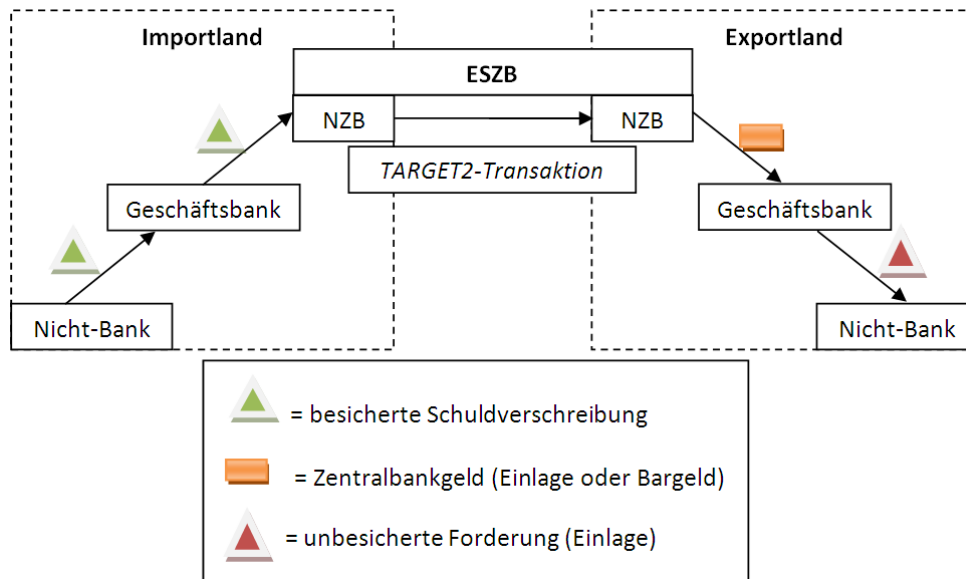 Importland
Exportland
ESZB
NZB
NZB
TARGET2-Transaktion
Geschäftsbank
Geschäftsbank
Nicht-Bank
Nicht-Bank
= besicherte Schuldverschreibung
= Zentralbankgeld (Einlage oder Bargeld)
= unbesicherte Forderung (Einlage)